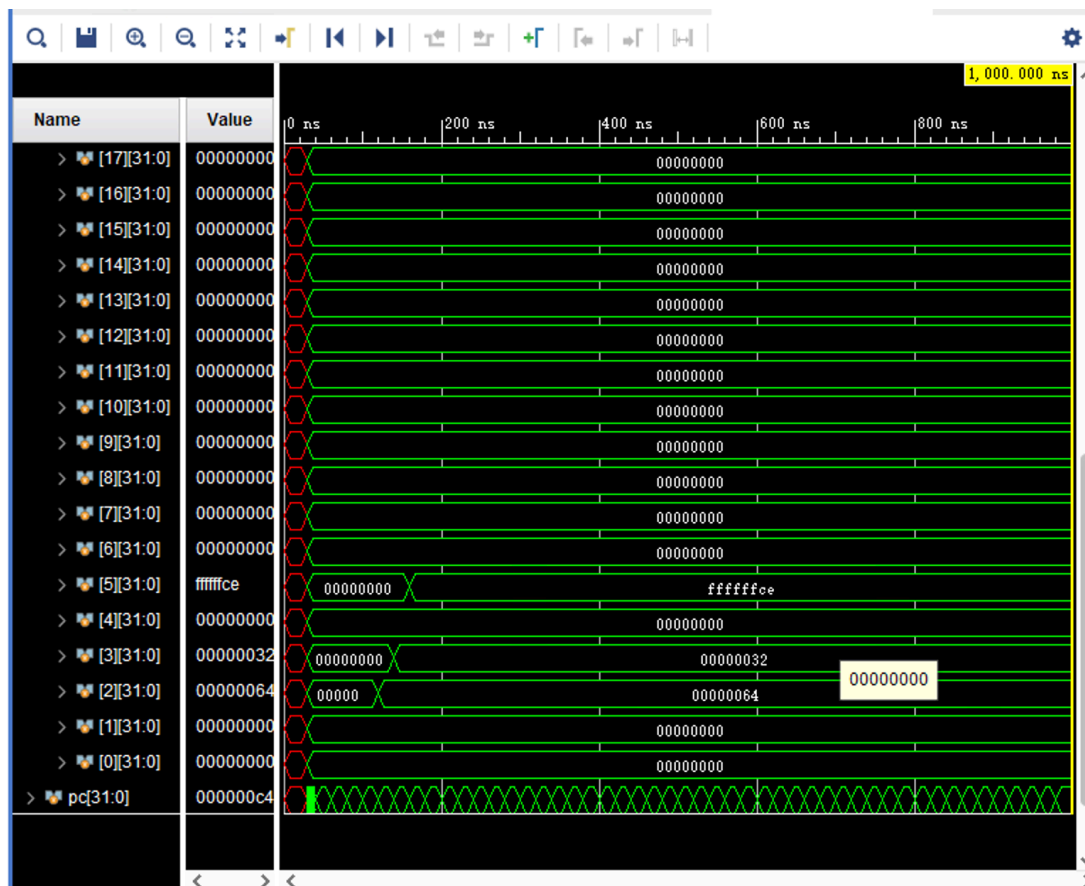 1,000.000 ns
Name Value 0 ns 200 ns 400 ns 600 ns 800 ns
> [17][31:0] 00000000 00000000
> [16][31:0] 00000000 00000000
> [15][31:0] 00000000 00000000
> [14][31:0] 00000000 00000000
> [13][31:0] 00000000 00000000
> [12][31:0] 00000000 00000000
> [11][31:0] 00000000 00000000
> [10][31:0] 00000000 00000000
> [9][31:0] 00000000 00000000
> [8][31:0] 00000000 00000000
> [7][31:0] 00000000 00000000
> [6][31:0] 00000000 00000000
> [5][31:0] ffffffce 00000000 ffffffce
> [4][31:0] 00000000 00000000
> [3][31:0] 00000032 00000000 00000032
00000000
> [2][31:0] 00000064 00000 00000064
> [1][31:0] 00000000 00000000
> [0][31:0] 00000000 00000000
> pc[31:0] 000000c4